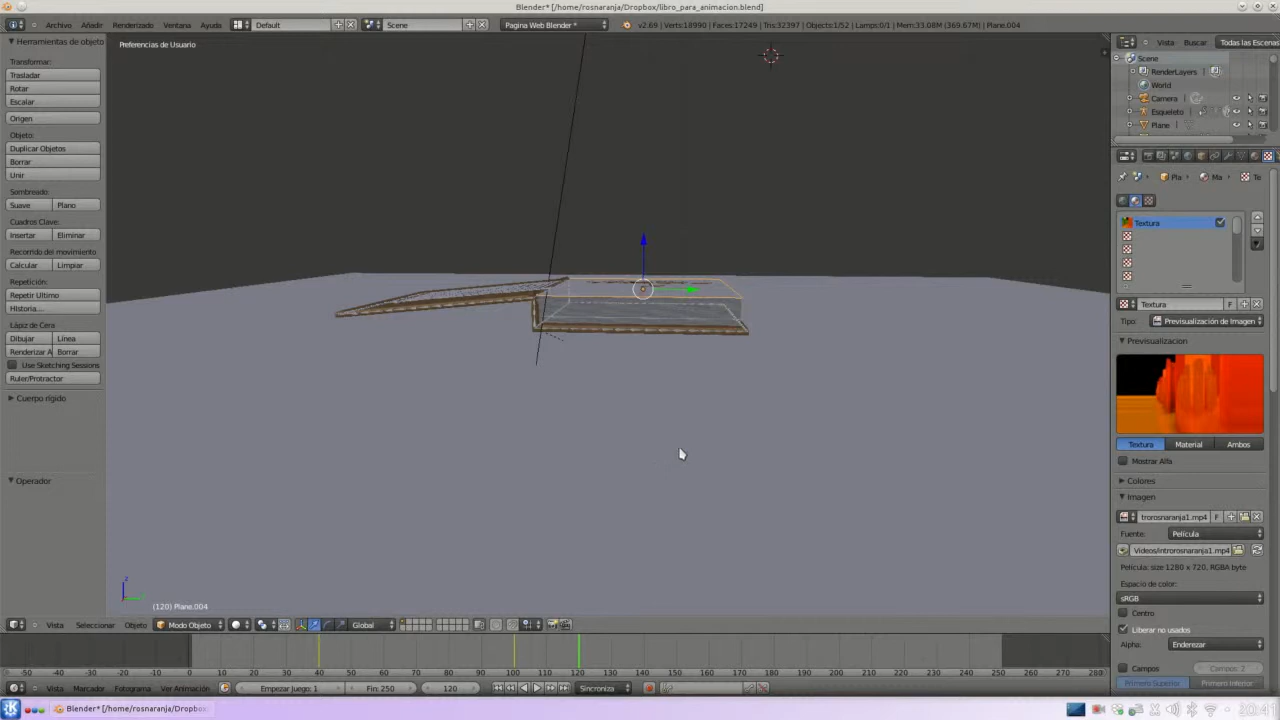 Blender* [/home/rosnaranja/Dropbox/libro_para_animacion.blend]
Archivo Añadir Renderizado Ventana Ayuda Default Scene Pagina Web Blender * v2.69 | Verts:18990 | Faces:17249 | Tris:32397 | Objects:1/52 | Lamps:0/1 | Mem:33.08M (369.67M) | Plane.004
Herramientas de objeto
Preferencias de Usuario
Vista Buscar Todas las Escenas
Transformar:
Trasladar
Rotar
Escalar
Origen
Objeto:
Duplicar Objetos
Borrar
Unir
Sombreado:
Suave Plano
Cuadros Clave:
Insertar Eliminar
Recorrido del movimiento
Calcular Limpiar
Repetición:
Repetir Ultimo
Historia...
Lápiz de Cera
Dibujar Línea
Renderizar A Borrar
Use Sketching Sessions
Ruler/Protractor
Cuerpo rígido
Operador
Scene
RenderLayers
World
Camera
Esqueleto
Plane
Pla Ma Te
Textura
Textura F
Tipo: Previsualización de Imagen
Previsualizacion
Textura Material Ambos
Mostrar Alfa
Colores
Imagen
trorosnaranja1.mp4 F
Fuente: Película
Videos/introrosnaranja1.mp4
Película: size 1280 x 720, RGBA byte
Espacio de color:
sRGB
Centro
Liberar no usados
Alpha: Enderezar
Campos Campos: 2
Primero Superior Primero Inferior
z
(120) Plane.004
Vista Seleccionar Objeto Modo Objeto Global
-50 -40 -30 -20 -10 0 10 20 30 40 50 60 70 80 90 100 110 120 130 140 150 160 170 180 190 200 210 220 230 240 250 260 270 280
Vista Marcador Fotograma Ver Animación Empezar juego: 1 Fin: 250 120 Sincroniza
Blender* [/home/rosnaranja/Dropbox
20:41